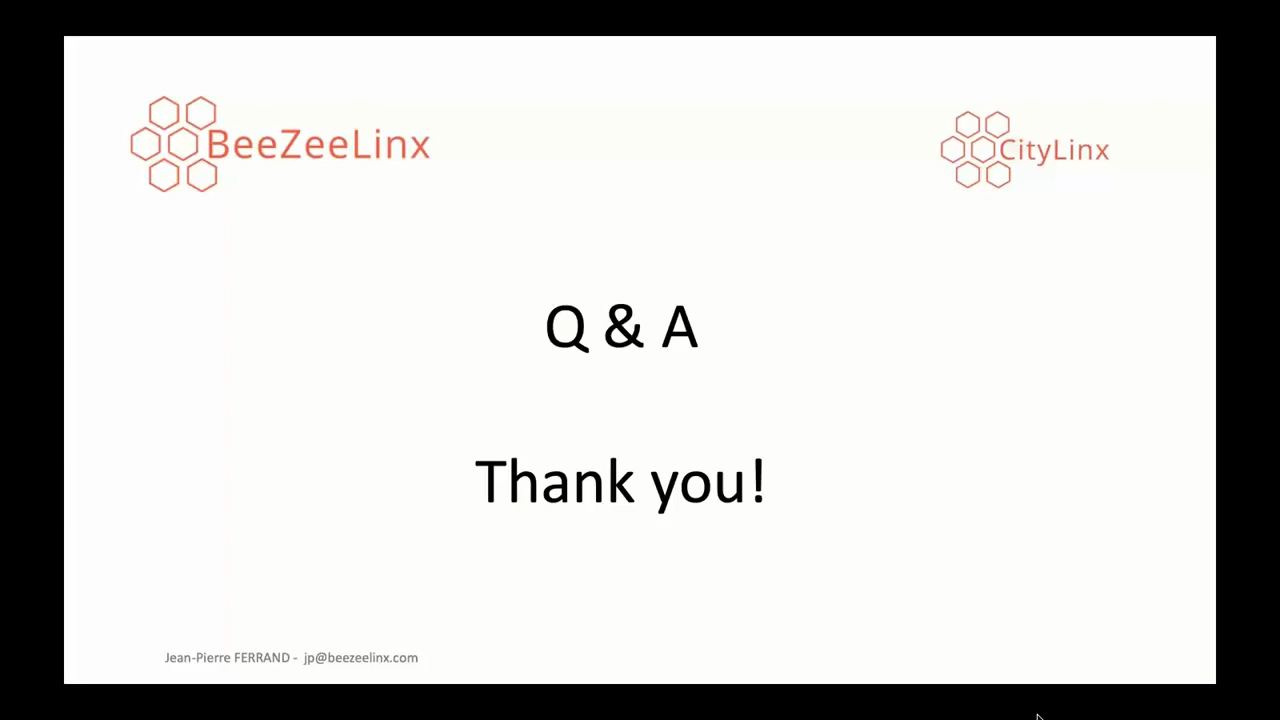 BeeZeeLinx
CityLinx
Q & A
Thank you!
Jean-Pierre FERRAND - jp@beezeelinx.com